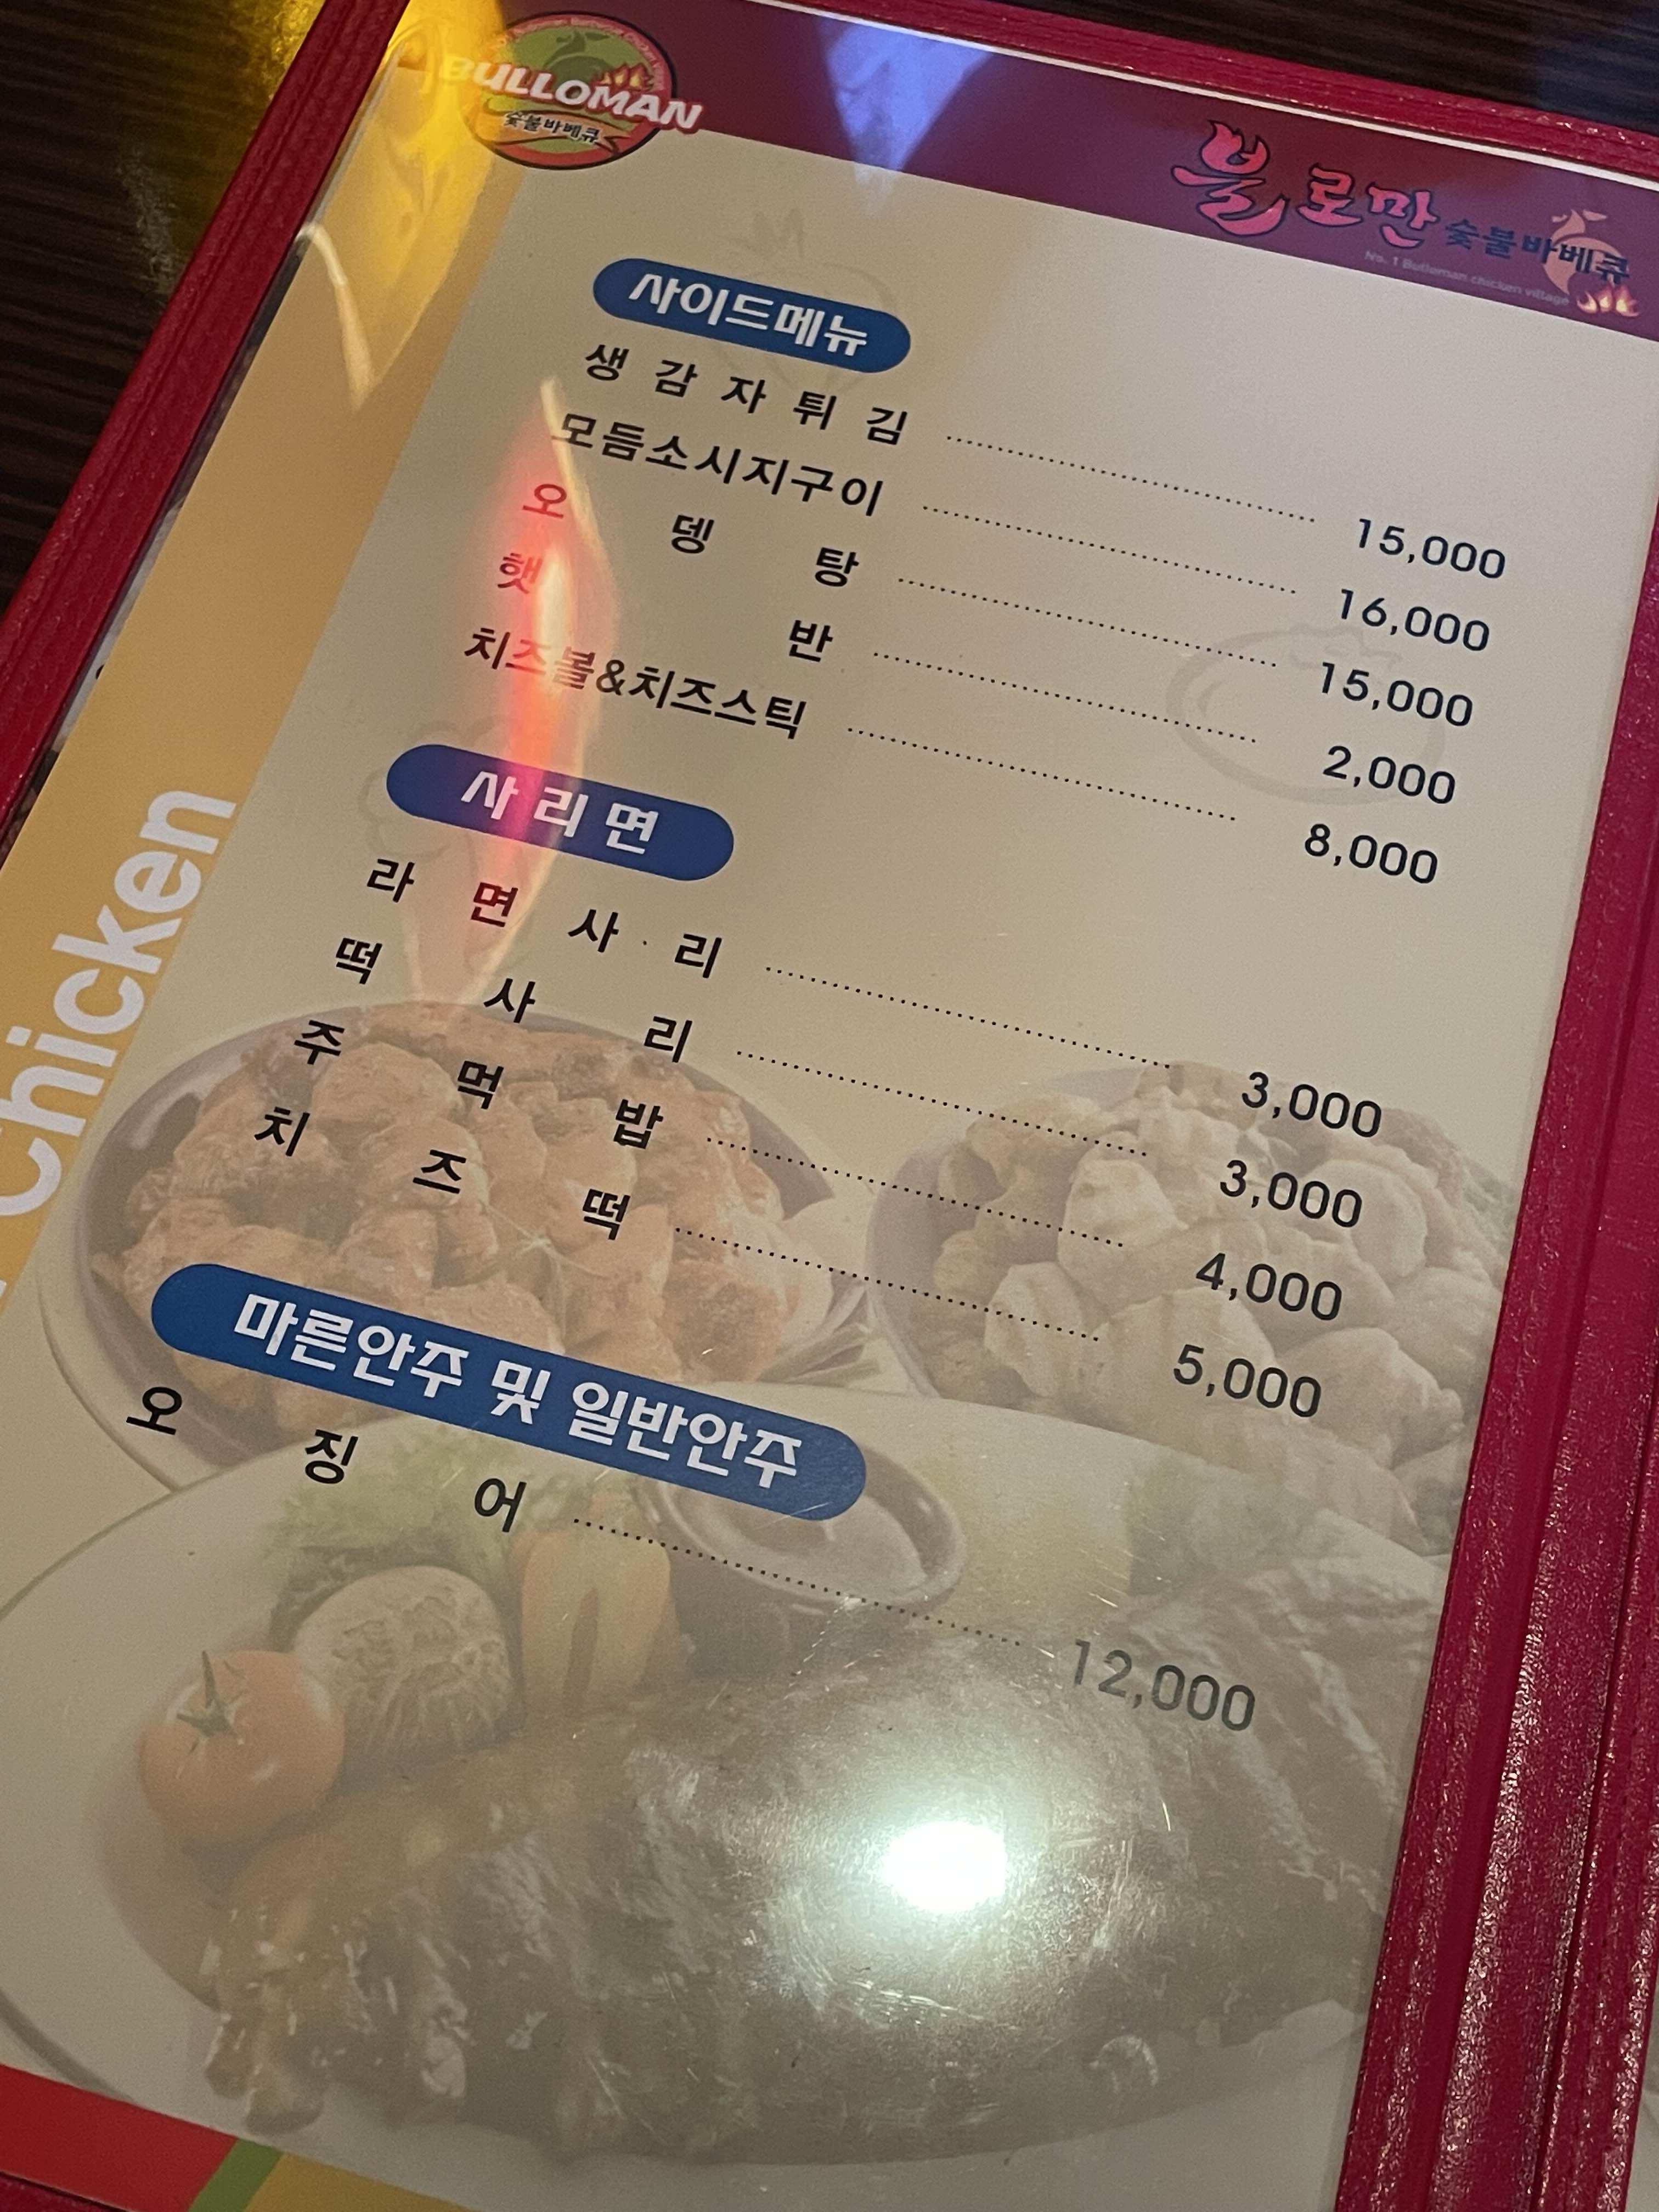 BULLOMAN
숯불바베큐
불로만 숯불바베큐
No. 1 Bulloman chicken village
사이드메뉴
생감자튀김 15,000
모듬소시지구이 16,000
오뎅탕 15,000
햇반 2,000
치즈볼&치즈스틱 8,000
사리면
라면사리 3,000
떡사리 3,000
주먹밥 4,000
치즈떡 5,000
마른안주 및 일반안주
오징어 12,000
Chicken